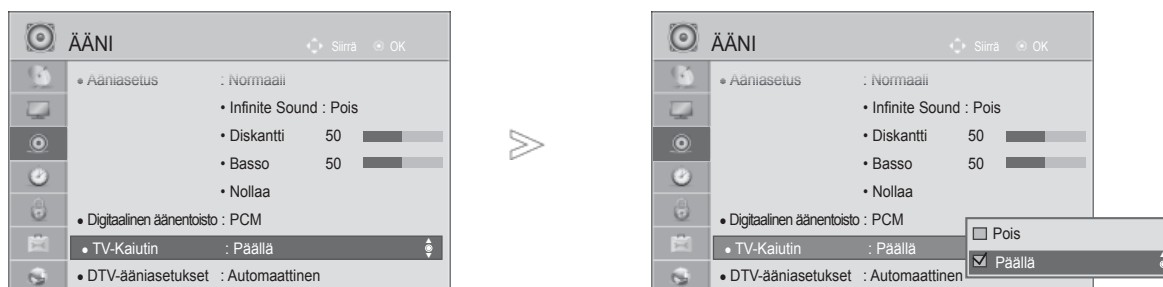 ÄÄNI Siirrä OK
• Ääniasetus : Normaali
• Infinite Sound : Pois
• Diskantti 50
• Basso 50
• Nollaa
• Digitaalinen äänentoisto : PCM
• TV-Kaiutin : Päällä
• DTV-ääniasetukset : Automaattinen
ÄÄNI Siirrä OK
• Ääniasetus : Normaali
• Infinite Sound : Pois
• Diskantti 50
• Basso 50
• Nollaa
• Digitaalinen äänentoisto : PCM
• TV-Kaiutin : Päällä
• DTV-ääniasetukset : Automaattinen
Pois
Päällä